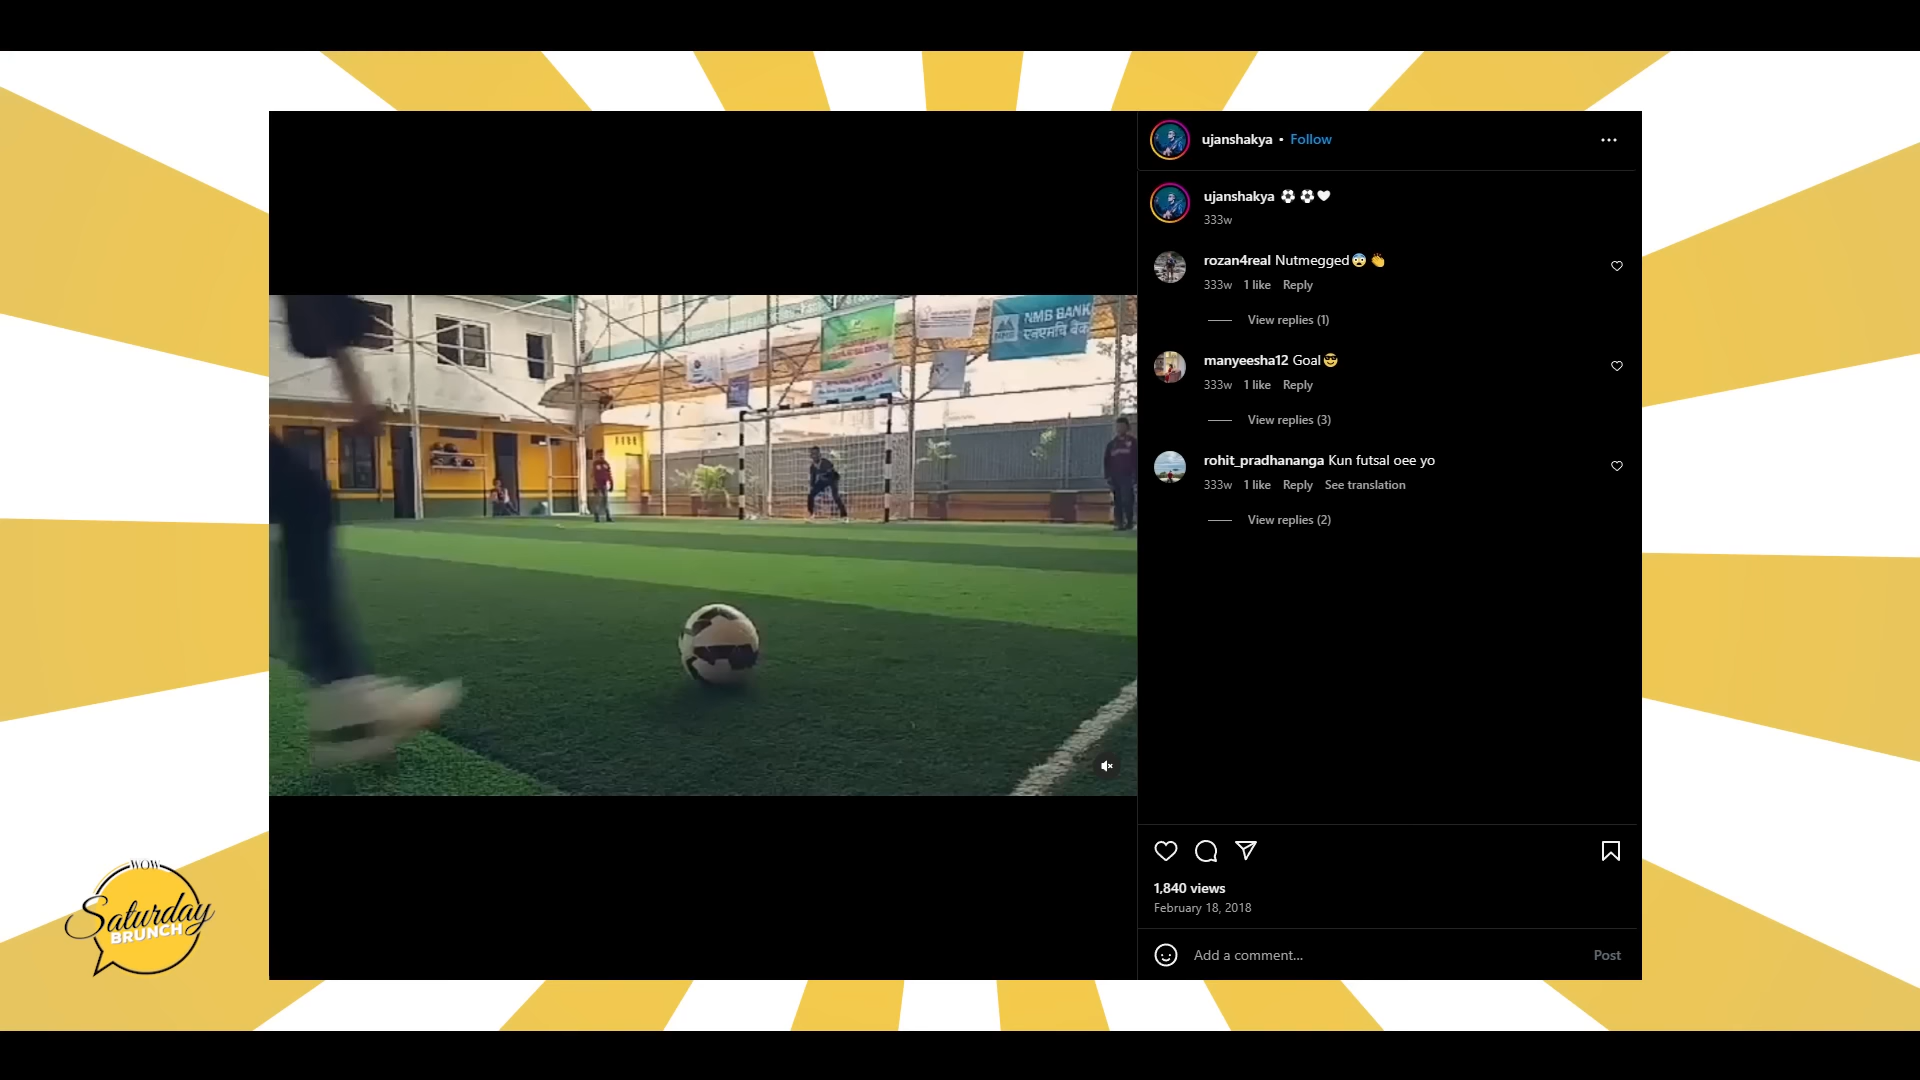 ujanshakya • Follow
ujanshakya ⚽ ⚽🤍
333w
rozan4real Nutmegged😨 👏
333w 1 like Reply
View replies (1)
manyeesha12 Goal😎
333w 1 like Reply
View replies (3)
rohit_pradhananga Kun futsal oee yo
333w 1 like Reply See translation
View replies (2)
NMB BANK
एनएमबि बैंक
1,840 views
February 18, 2018
Add a comment...
Post
WOW
Saturday
BRUNCH